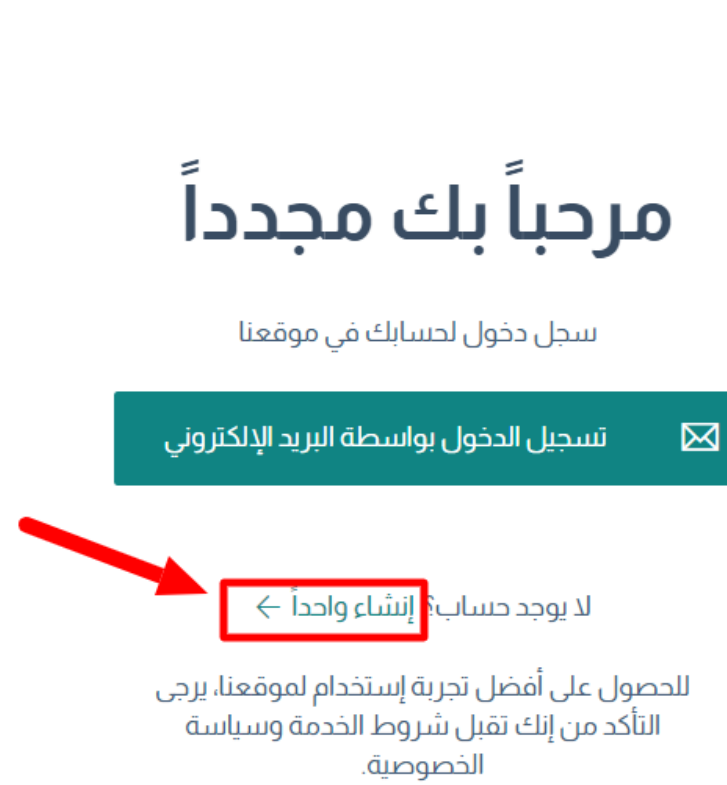 مرحباً بك مجدداً
سجل دخول لحسابك في موقعنا
تسجيل الدخول بواسطة البريد الإلكتروني
لا يوجد حساب؟ إنشاء واحداً ←
للحصول على أفضل تجربة إستخدام لموقعنا، يرجى
التأكد من إنك تقبل شروط الخدمة وسياسة
الخصوصية.